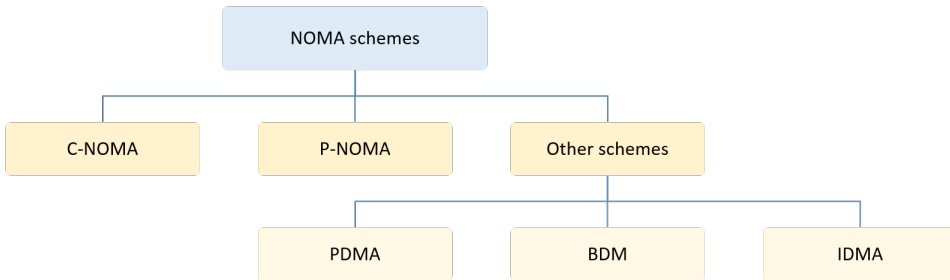 NOMA schemes
C-NOMA
P-NOMA
Other schemes
PDMA
BDM
IDMA